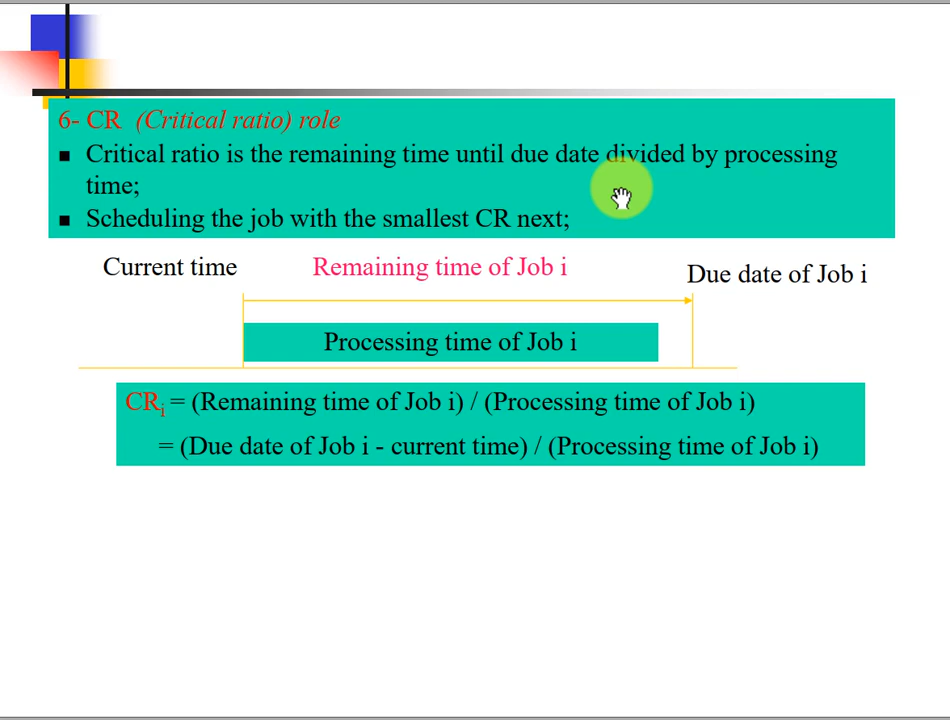 6- CR (Critical ratio) role
■ Critical ratio is the remaining time until due date divided by processing
time;
■ Scheduling the job with the smallest CR next;
Current time
Remaining time of Job i
Due date of Job i
Processing time of Job i
CRi = (Remaining time of Job i) / (Processing time of Job i)
= (Due date of Job i - current time) / (Processing time of Job i)